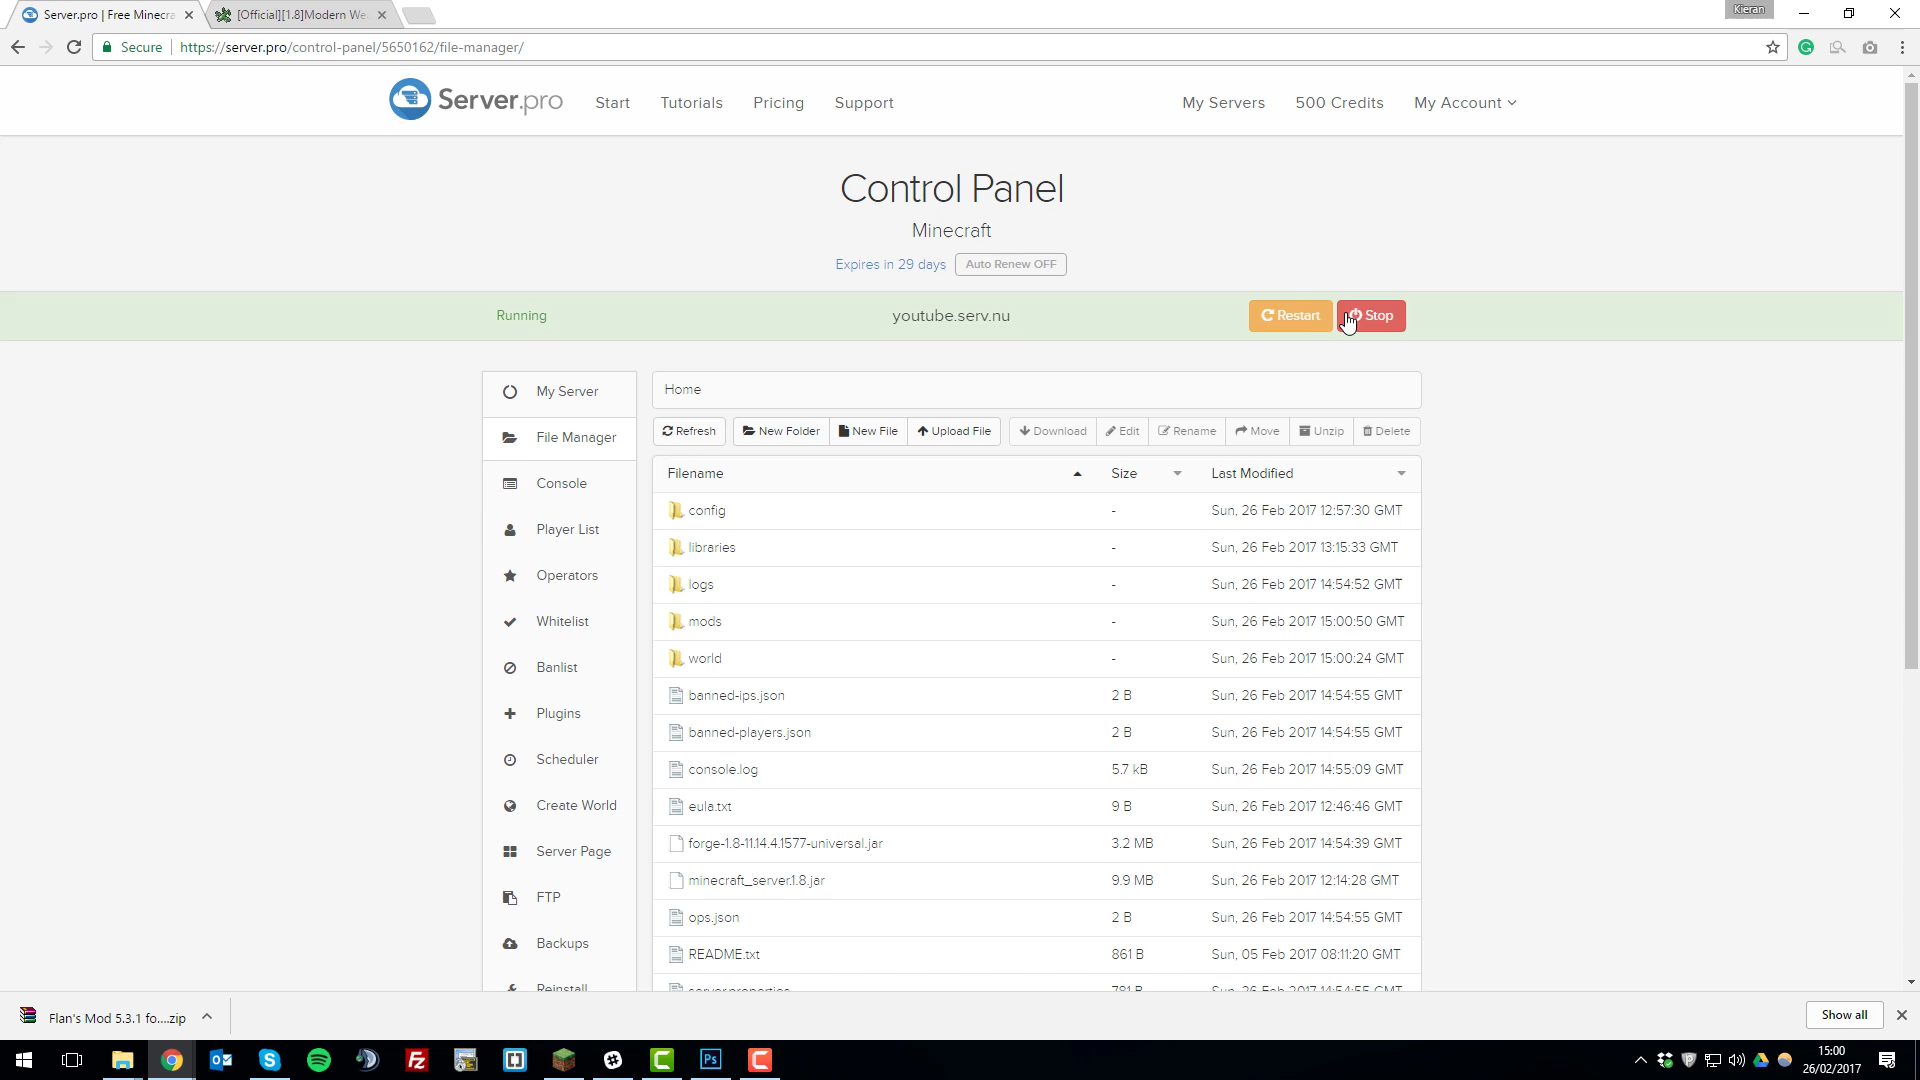 Server.pro | Free Minecra
[Official][1.8]Modern We
Kieran
Secure https://server.pro/control-panel/5650162/file-manager/
Server.pro Start Tutorials Pricing Support My Servers 500 Credits My Account
Control Panel
Minecraft
Expires in 29 days Auto Renew OFF
Running youtube.serv.nu Restart Stop
My Server
File Manager
Console
Player List
Operators
Whitelist
Banlist
Plugins
Scheduler
Create World
Server Page
FTP
Backups
Reinstall
Home
Refresh New Folder New File Upload File Download Edit Rename Move Unzip Delete
Filename Size Last Modified
config - Sun, 26 Feb 2017 12:57:30 GMT
libraries - Sun, 26 Feb 2017 13:15:33 GMT
logs - Sun, 26 Feb 2017 14:54:52 GMT
mods - Sun, 26 Feb 2017 15:00:50 GMT
world - Sun, 26 Feb 2017 15:00:24 GMT
banned-ips.json 2 B Sun, 26 Feb 2017 14:54:55 GMT
banned-players.json 2 B Sun, 26 Feb 2017 14:54:55 GMT
console.log 5.7 kB Sun, 26 Feb 2017 14:55:09 GMT
eula.txt 9 B Sun, 26 Feb 2017 12:46:46 GMT
forge-1.8-11.14.4.1577-universal.jar 3.2 MB Sun, 26 Feb 2017 14:54:39 GMT
minecraft_server.1.8.jar 9.9 MB Sun, 26 Feb 2017 12:14:28 GMT
ops.json 2 B Sun, 26 Feb 2017 14:54:55 GMT
README.txt 861 B Sun, 05 Feb 2017 08:11:20 GMT
server.properties 781 B Sun, 26 Feb 2017 14:54:55 GMT
Flan's Mod 5.3.1 fo....zip
Show all
15:00
26/02/2017